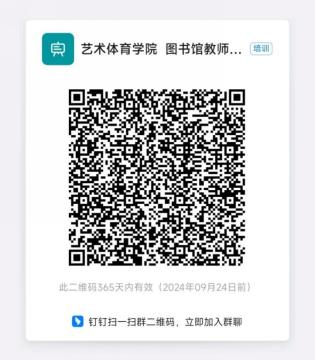 艺术体育学院 图书馆教师... 培训
此二维码365天内有效（2024年09月24日前）
钉钉扫一扫群二维码，立即加入群聊